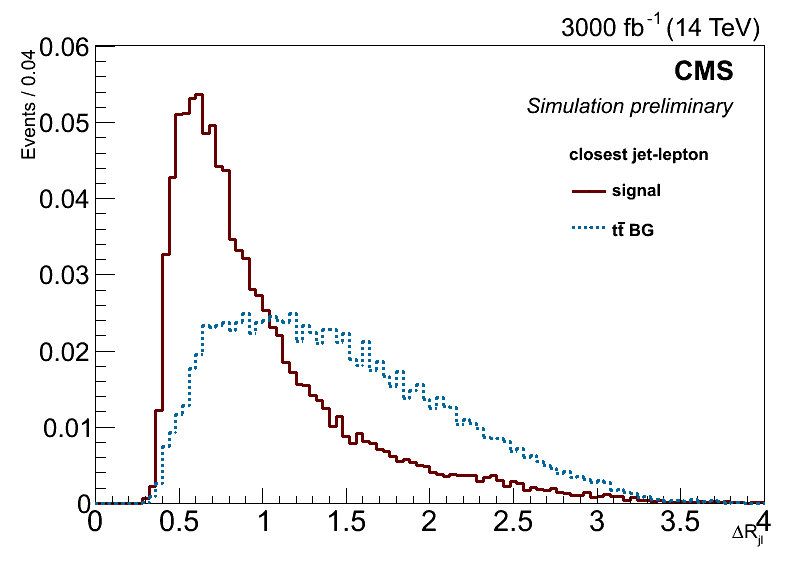 3000 fb⁻¹ (14 TeV)
Events / 0.04
0.06
0.05
0.04
0.03
0.02
0.01
0
CMS
Simulation preliminary
closest jet-lepton
signal
tt̄ BG
0 0.5 1 1.5 2 2.5 3 3.5 4
ΔR_jl